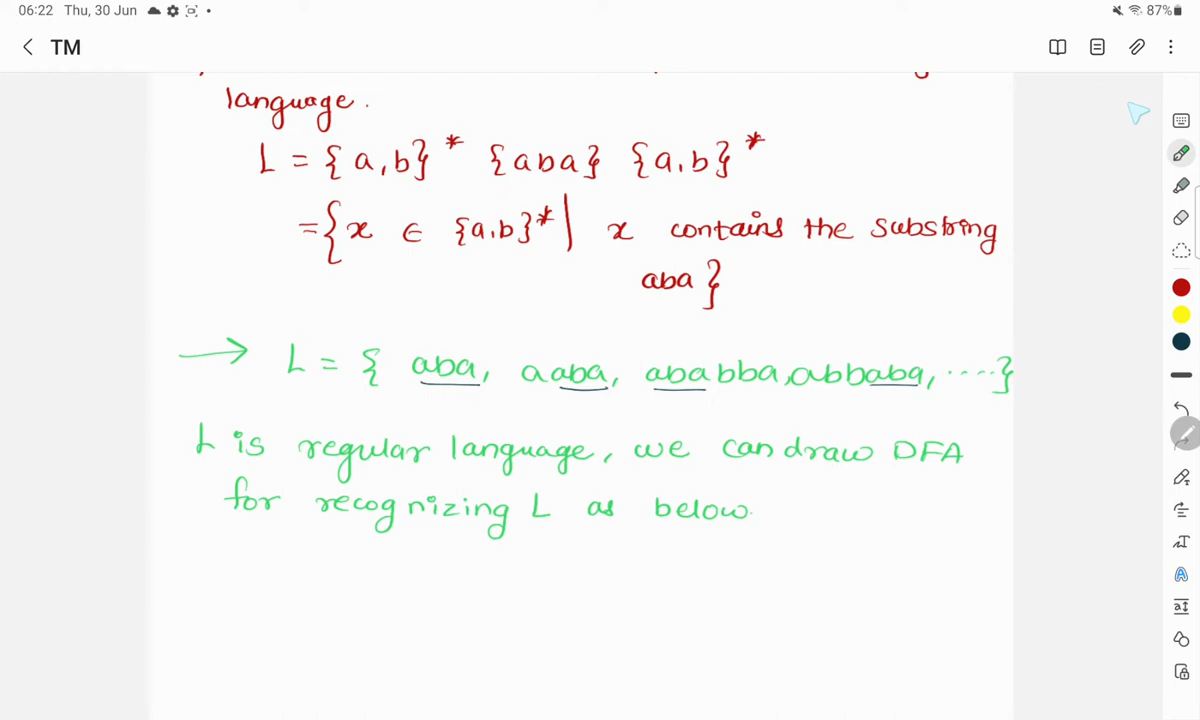 06:22 Thu, 30 Jun
87%
TM
language.
L = { a, b }* {aba} {a,b}*
= { x ∈ {a,b}* | x contains the substring
aba }
→ L = { aba, aaba, ababba, abbaba, ....}
L is regular language, we can draw DFA
for recognizing L as below.